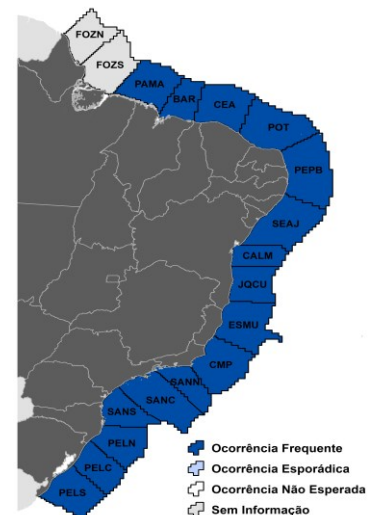 FOZN
FOZS
PAMA
BAR
CEA
POT
PEPB
SEAJ
CALM
JQCU
ESMU
CMP
SANN
SANC
SANS
PELN
PELC
PELS
Ocorrência Frequente
Ocorrência Esporádica
Ocorrência Não Esperada
Sem Informação